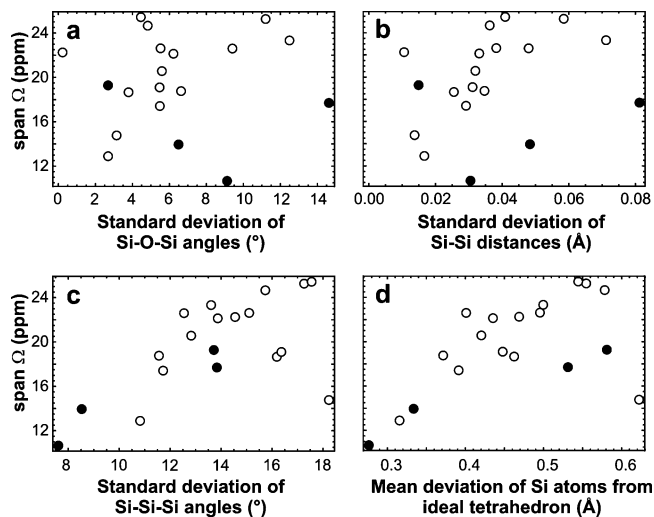 a
b
span Ω (ppm)
24
20
16
12
0 2 4 6 8 10 12 14
0.00 0.02 0.04 0.06 0.08
Standard deviation of
Si-O-Si angles (°)
Standard deviation of
Si-Si distances (Å)
c
d
span Ω (ppm)
24
20
16
12
8 10 12 14 16 18
0.3 0.4 0.5 0.6
Standard deviation of
Si-Si-Si angles (°)
Mean deviation of Si atoms from
ideal tetrahedron (Å)